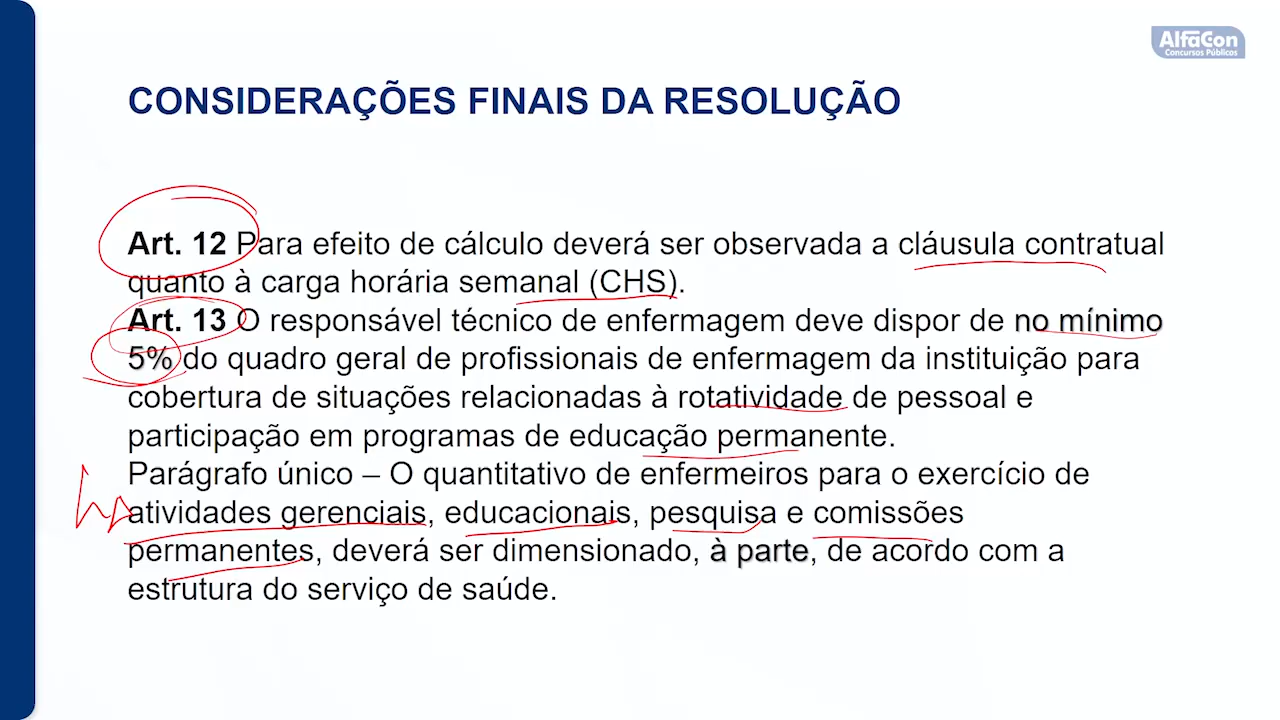 AlfaCon
Concursos Públicos
CONSIDERAÇÕES FINAIS DA RESOLUÇÃO
Art. 12 Para efeito de cálculo deverá ser observada a cláusula contratual
quanto à carga horária semanal (CHS).
Art. 13 O responsável técnico de enfermagem deve dispor de no mínimo
5% do quadro geral de profissionais de enfermagem da instituição para
cobertura de situações relacionadas à rotatividade de pessoal e
participação em programas de educação permanente.
Parágrafo único – O quantitativo de enfermeiros para o exercício de
atividades gerenciais, educacionais, pesquisa e comissões
permanentes, deverá ser dimensionado, à parte, de acordo com a
estrutura do serviço de saúde.